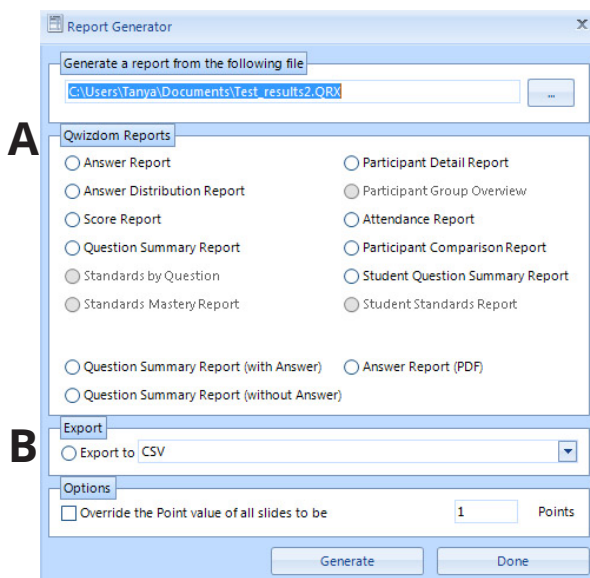 Report Generator
x
Generate a report from the following file
C:\Users\Tanya\Documents\Test_results2.QRX
...
A
Qwizdom Reports
Answer Report
Participant Detail Report
Answer Distribution Report
Participant Group Overview
Score Report
Attendance Report
Question Summary Report
Participant Comparison Report
Standards by Question
Student Question Summary Report
Standards Mastery Report
Student Standards Report
Question Summary Report (with Answer)
Answer Report (PDF)
Question Summary Report (without Answer)
Export
B
Export to CSV
Options
Override the Point value of all slides to be 1 Points
Generate
Done